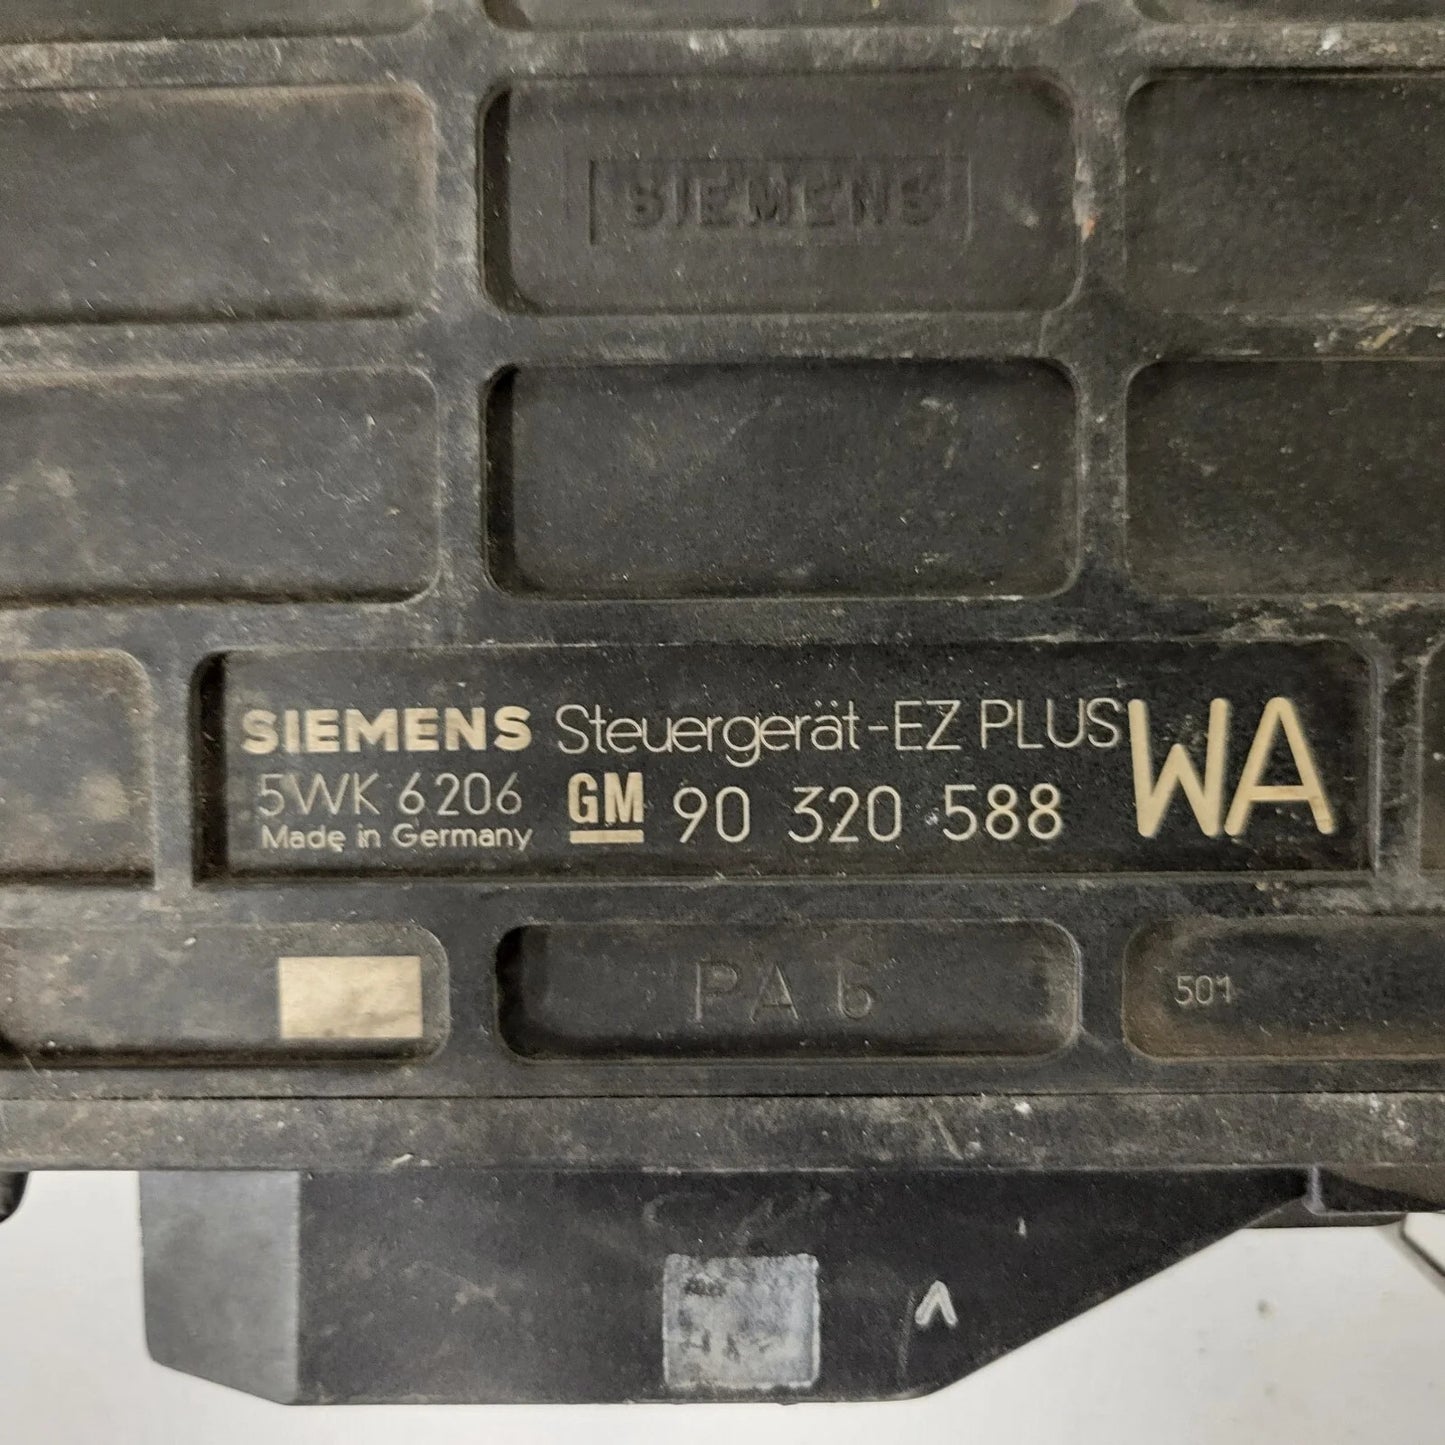 SIEMENS
SIEMENS Steuergerät-EZ PLUS WA
5WK 6206 GM 90 320 588
Made in Germany
PA 6
501